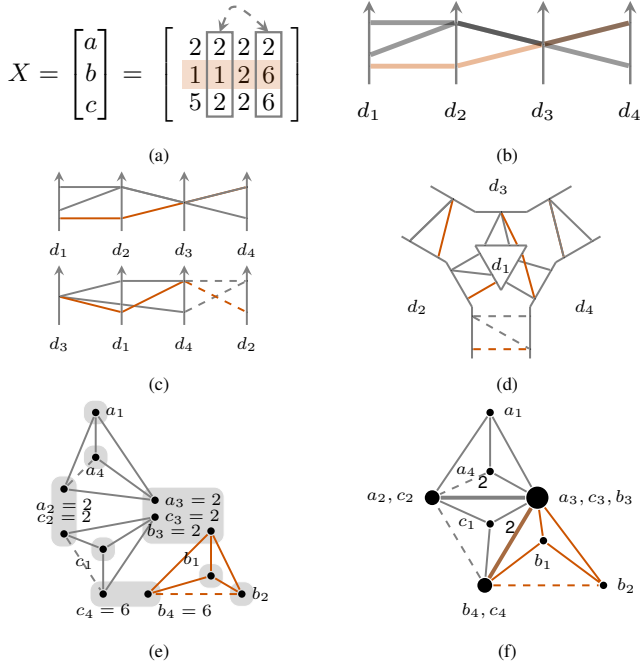 X = [a b c] = [2 2 2 2
1 1 2 6
5 2 2 6]
(a)
d1 d2 d3 d4
(b)
d1 d2 d3 d4
d3 d1 d4 d2
(c)
d3
d1
d2 d4
(d)
a1
a4
a2 = 2 a3 = 2
c2 = 2 c3 = 2
b3 = 2
c1 b1
b2
c4 = 6 b4 = 6
(e)
a1
a4
2
a2, c2 a3, c3, b3
c1 2
b1
b2
b4, c4
(f)